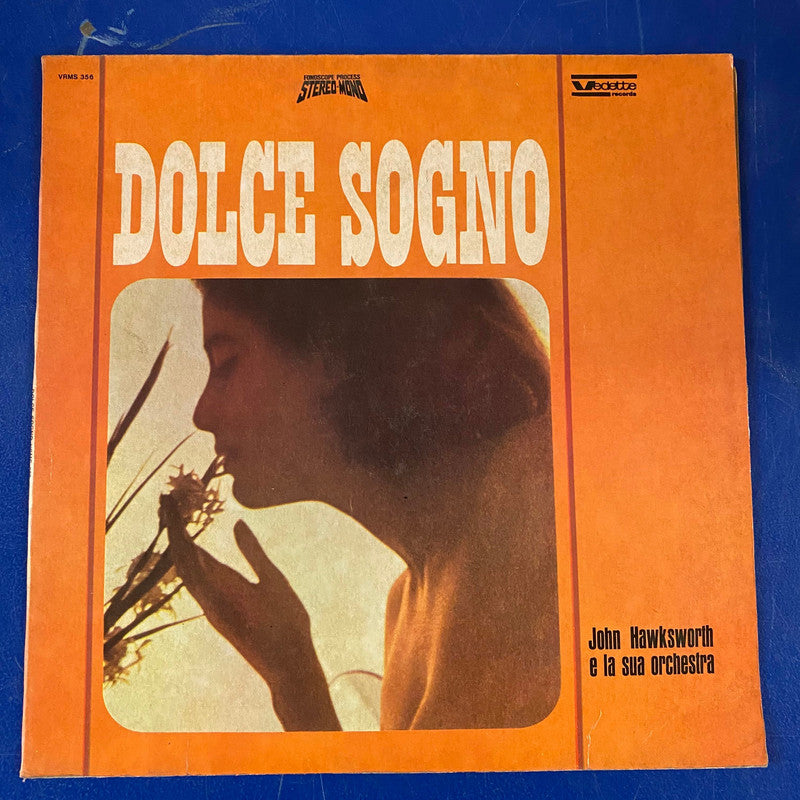 VRMS 356
FONOSCOPE PROCESS
STEREO-MONO
Vedette
records
DOLCE SOGNO
John Hawksworth
e la sua orchestra